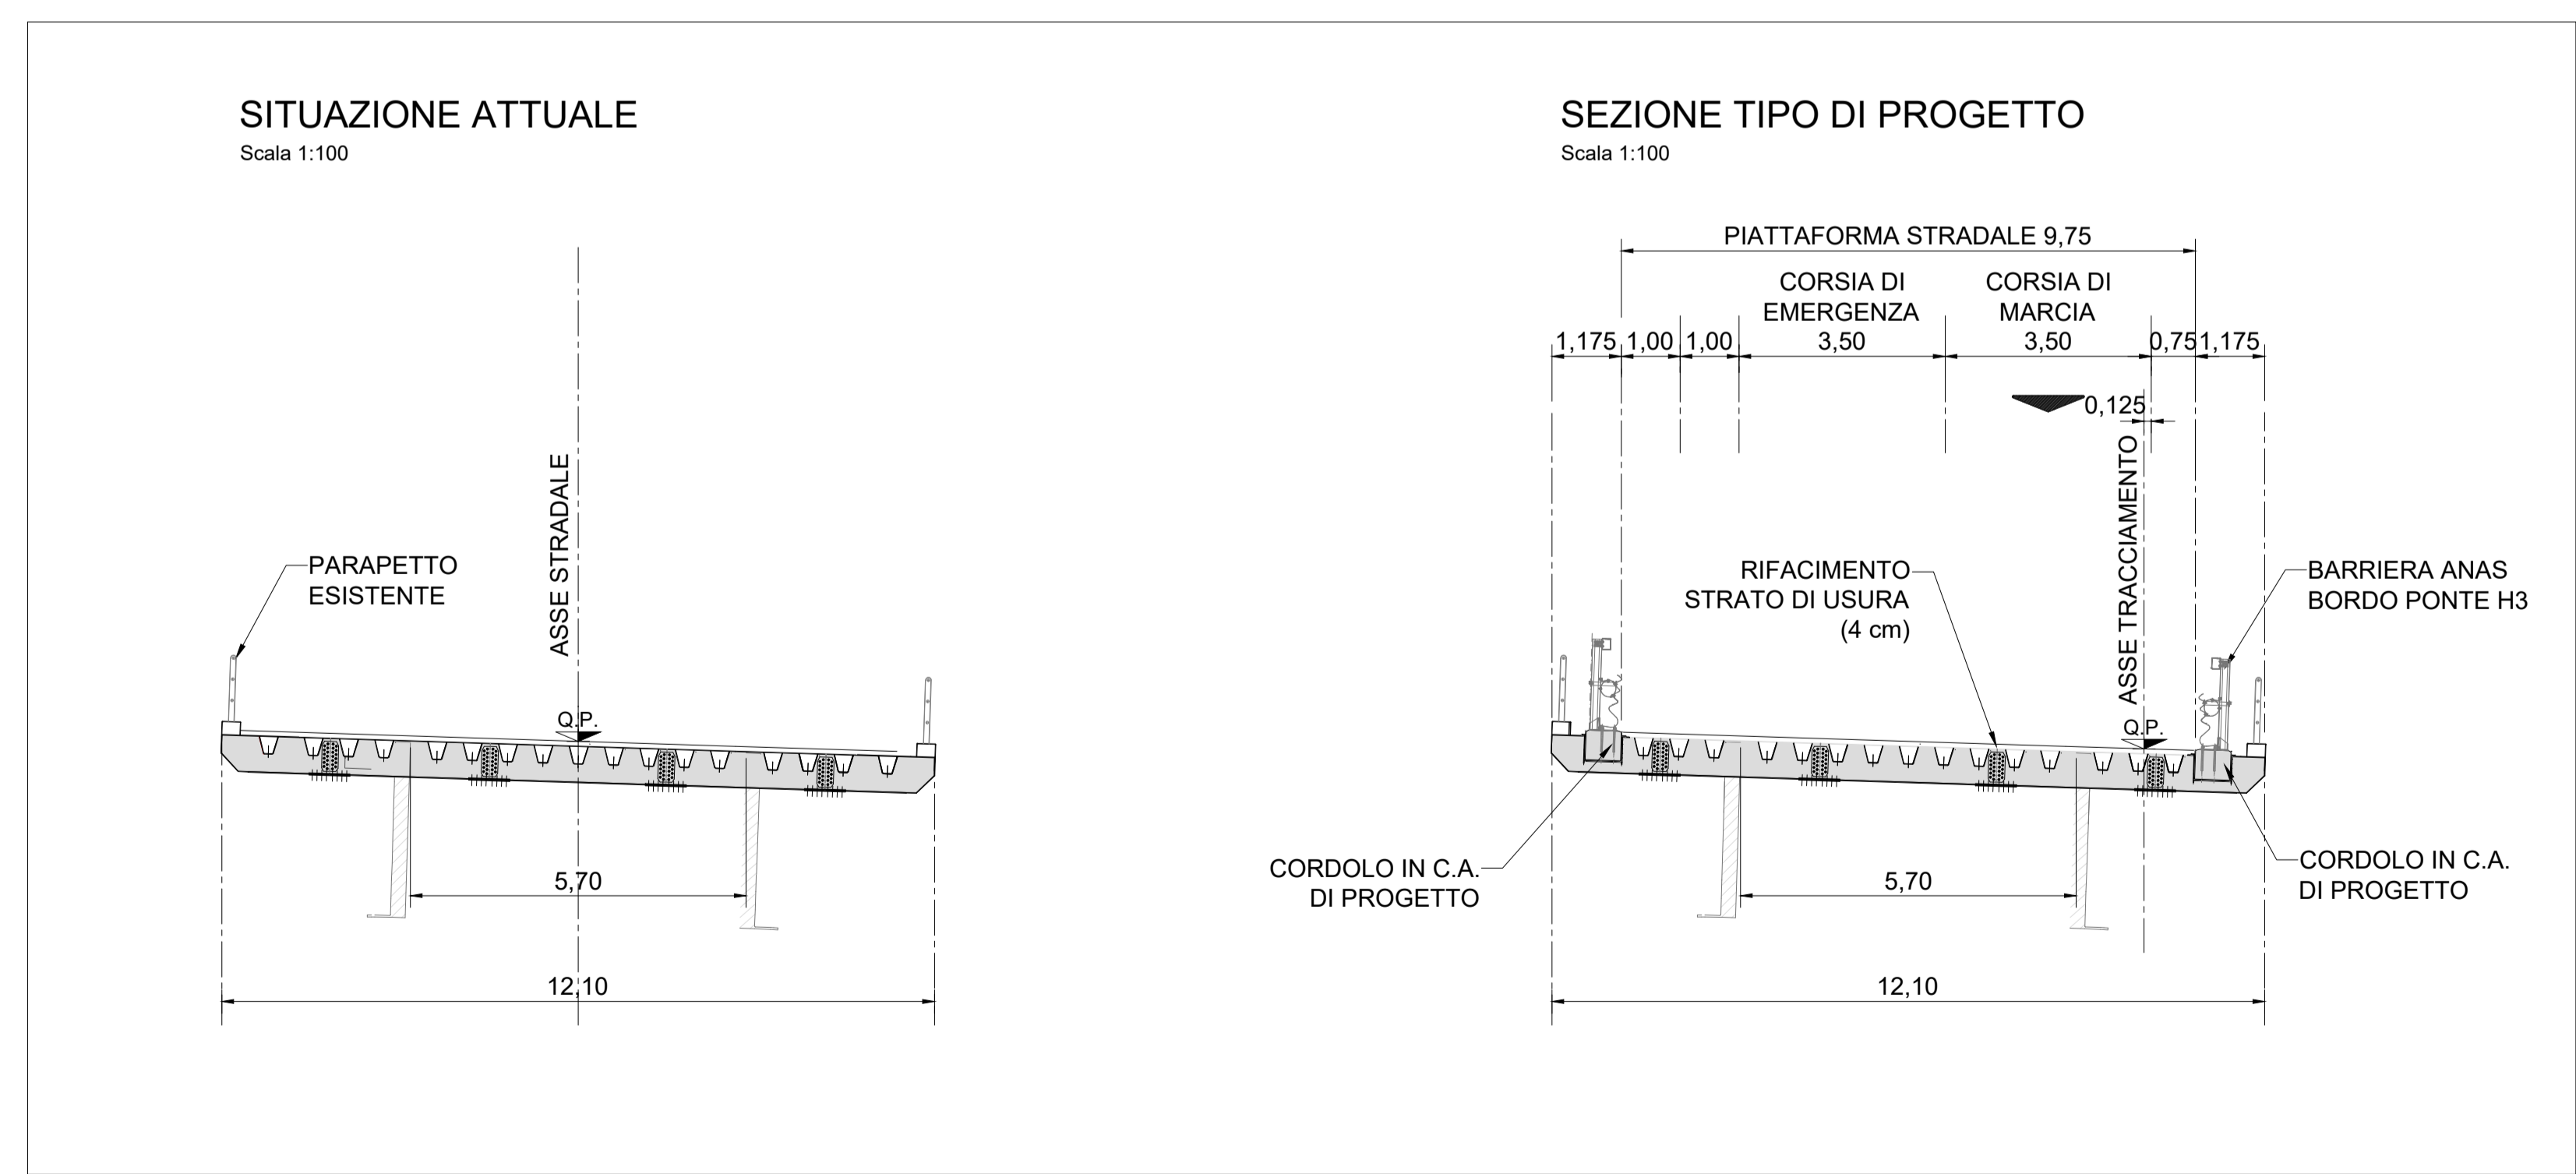 SITUAZIONE ATTUALE
Scala 1:100
ASSE STRADALE
PARAPETTO
ESISTENTE
Q.P.
5,70
12,10
SEZIONE TIPO DI PROGETTO
Scala 1:100
PIATTAFORMA STRADALE 9,75
CORSIA DI
EMERGENZA
CORSIA DI
MARCIA
1,175 1,00 1,00 3,50 3,50 0,75 1,175
0,125
ASSE TRACCIAMENTO
RIFACIMENTO
STRATO DI USURA
(4 cm)
BARRIERA ANAS
BORDO PONTE H3
Q.P.
CORDOLO IN C.A.
DI PROGETTO
5,70
CORDOLO IN C.A.
DI PROGETTO
12,10